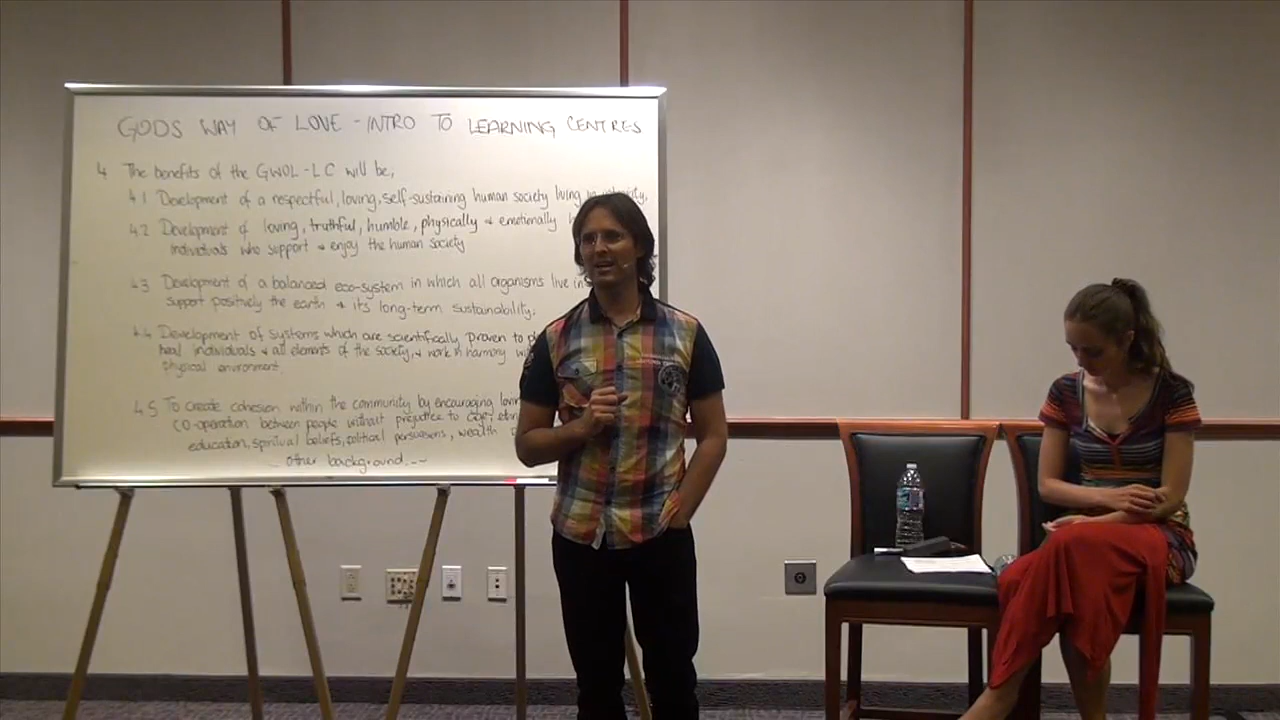 GODS WAY OF LOVE - INTRO TO LEARNING CENTRES
4 The benefits of the GWOL-LC will be;
4.1 Development of a respectful, loving, self-sustaining human society living in
4.2 Development of loving, truthful, humble, physically & emotionally
individuals who support & enjoy the human society
4.3 Development of a balanced eco-system in which all organisms live in
support positively the earth & its long-term sustainability;
4.4 Development of systems which are scientifically proven to
heal individuals & all elements of the society, & work in harmony
physical environment.
4.5 To create cohesion within the community by encouraging
co-operation between people without prejudice to age,
education, spiritual beliefs, political persuasions, wealth
other background